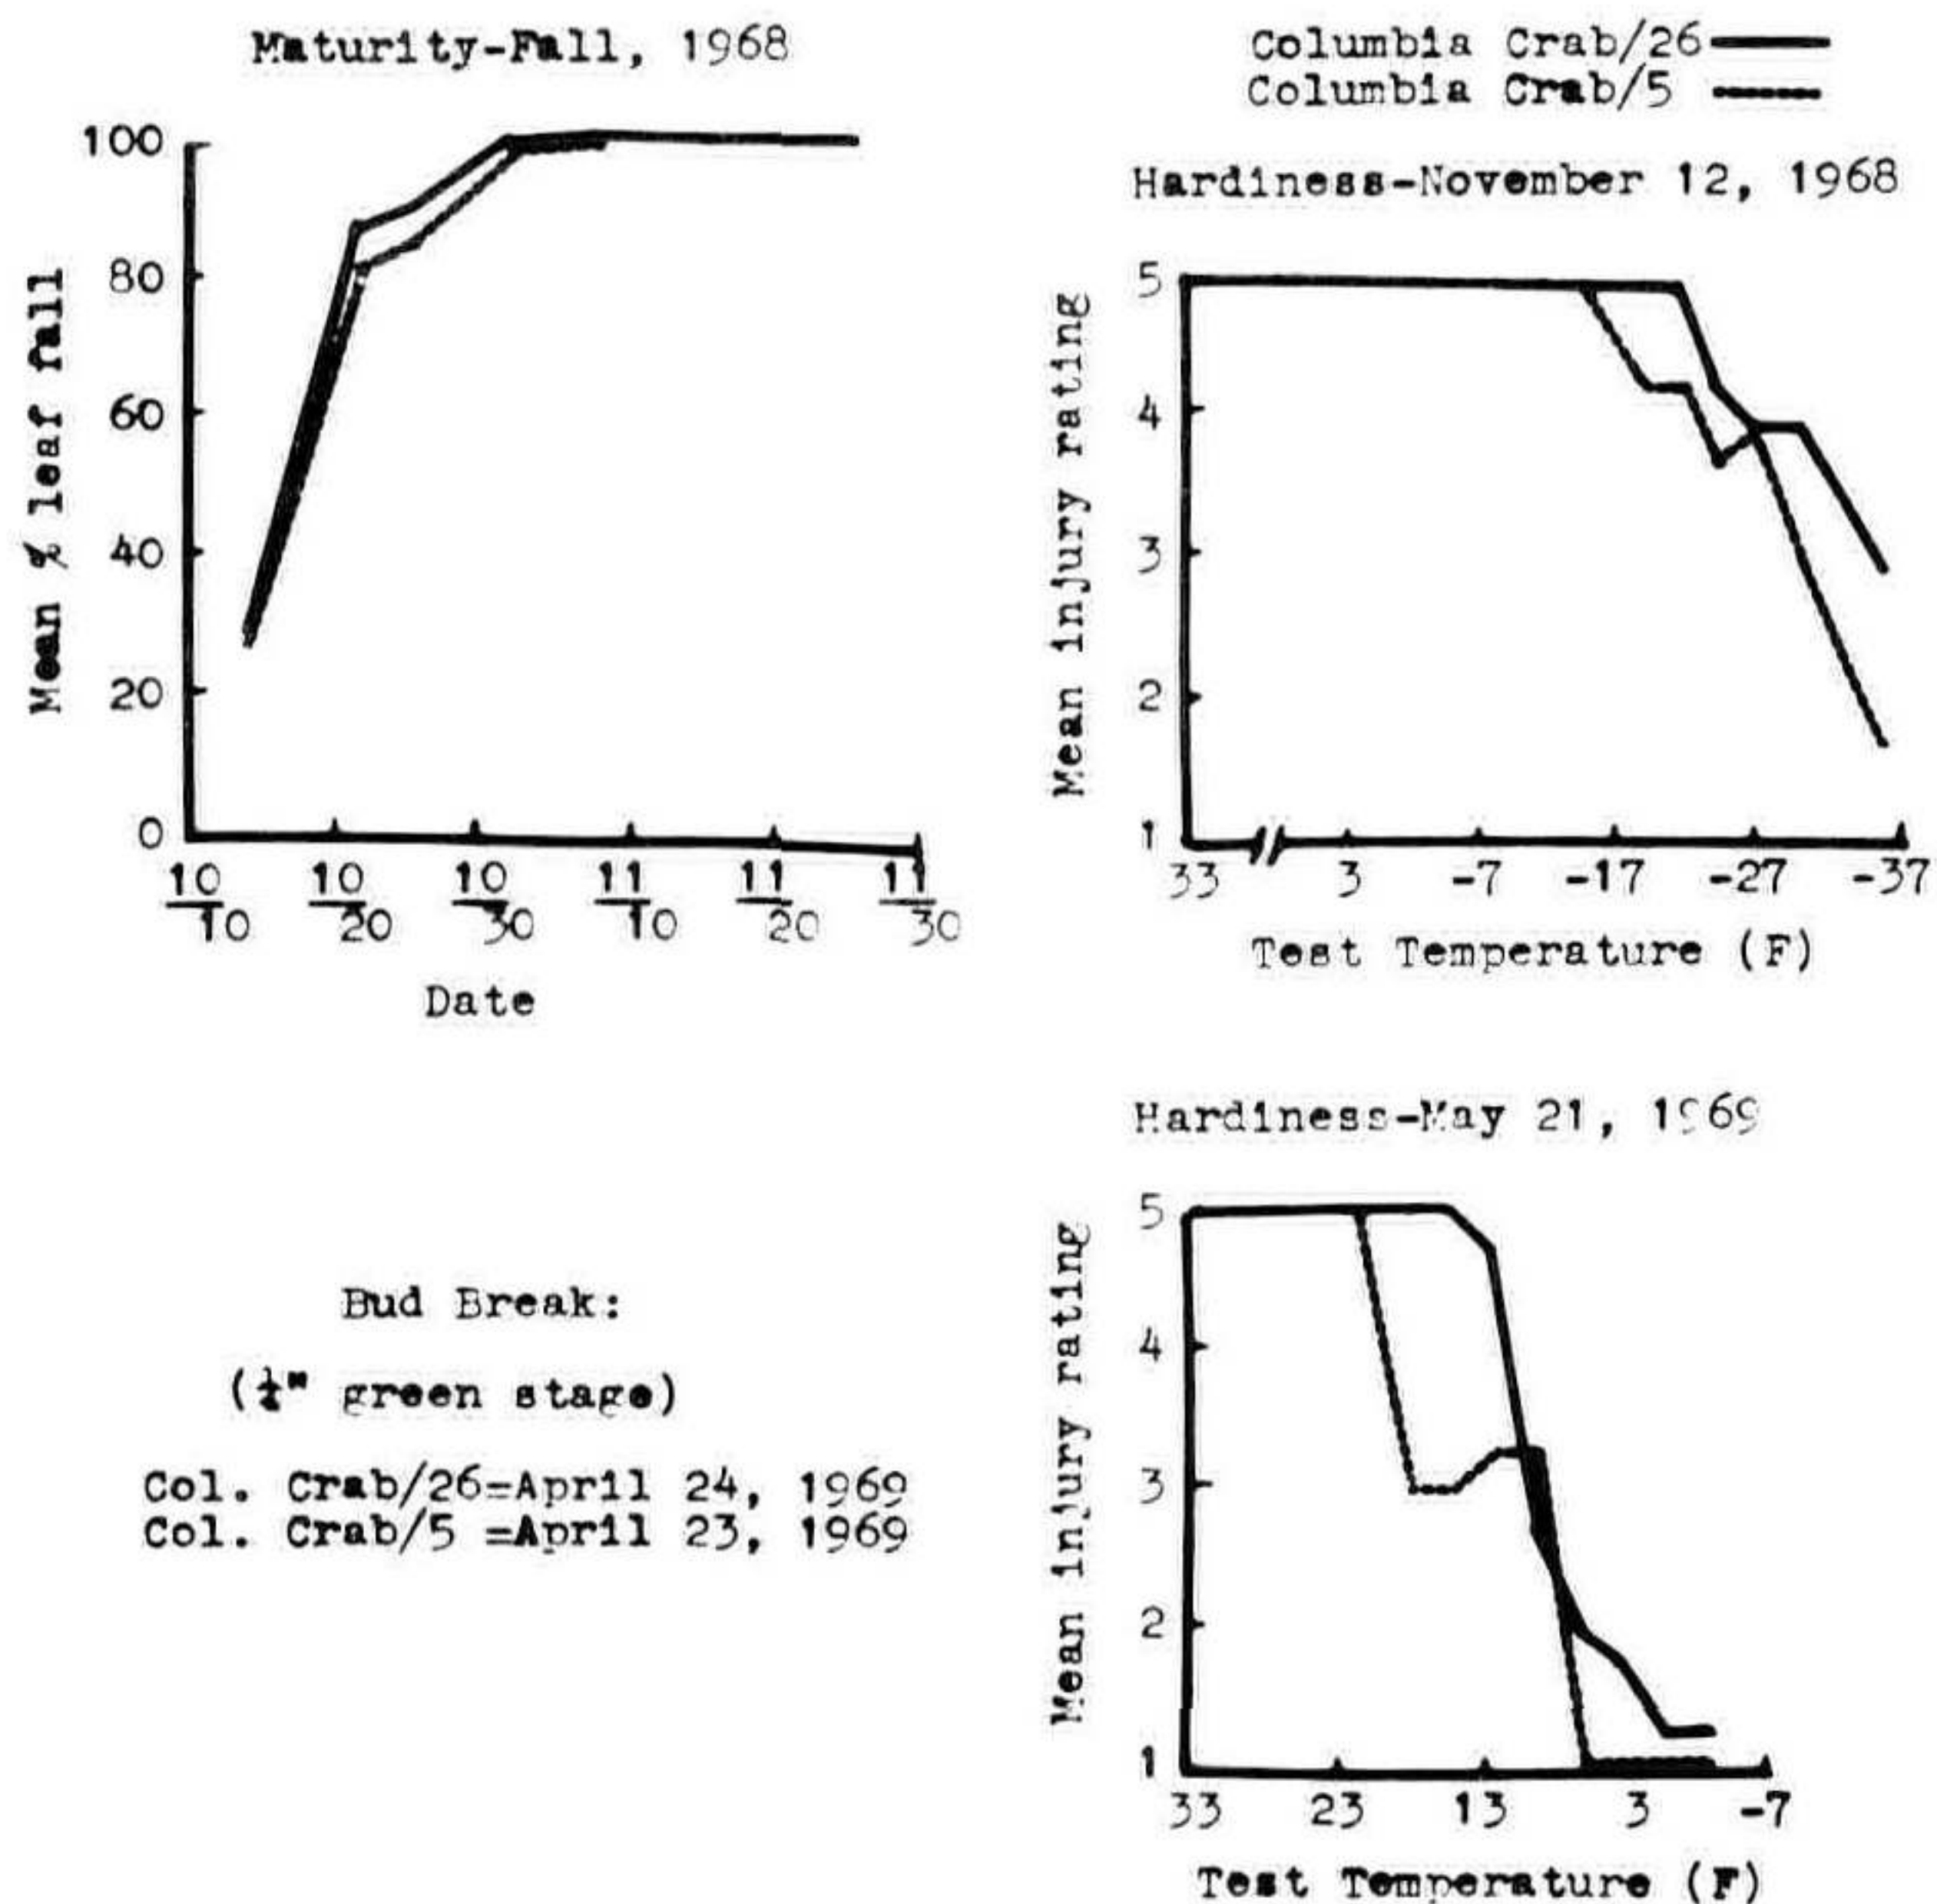 Maturity-Fall, 1968
100
80
60
40
20
0
Mean % leaf fall
10/10 10/20 10/30 11/10 11/20 11/30
Date
Columbia Crab/26
Columbia Crab/5
Hardiness-November 12, 1968
5
4
3
2
1
Mean injury rating
33 3 -7 -17 -27 -37
Test Temperature (F)
Bud Break:
(¼" green stage)
Col. Crab/26=April 24, 1969
Col. Crab/5 =April 23, 1969
Hardiness-May 21, 1969
5
4
3
2
1
Mean injury rating
33 23 13 3 -7
Test Temperature (F)